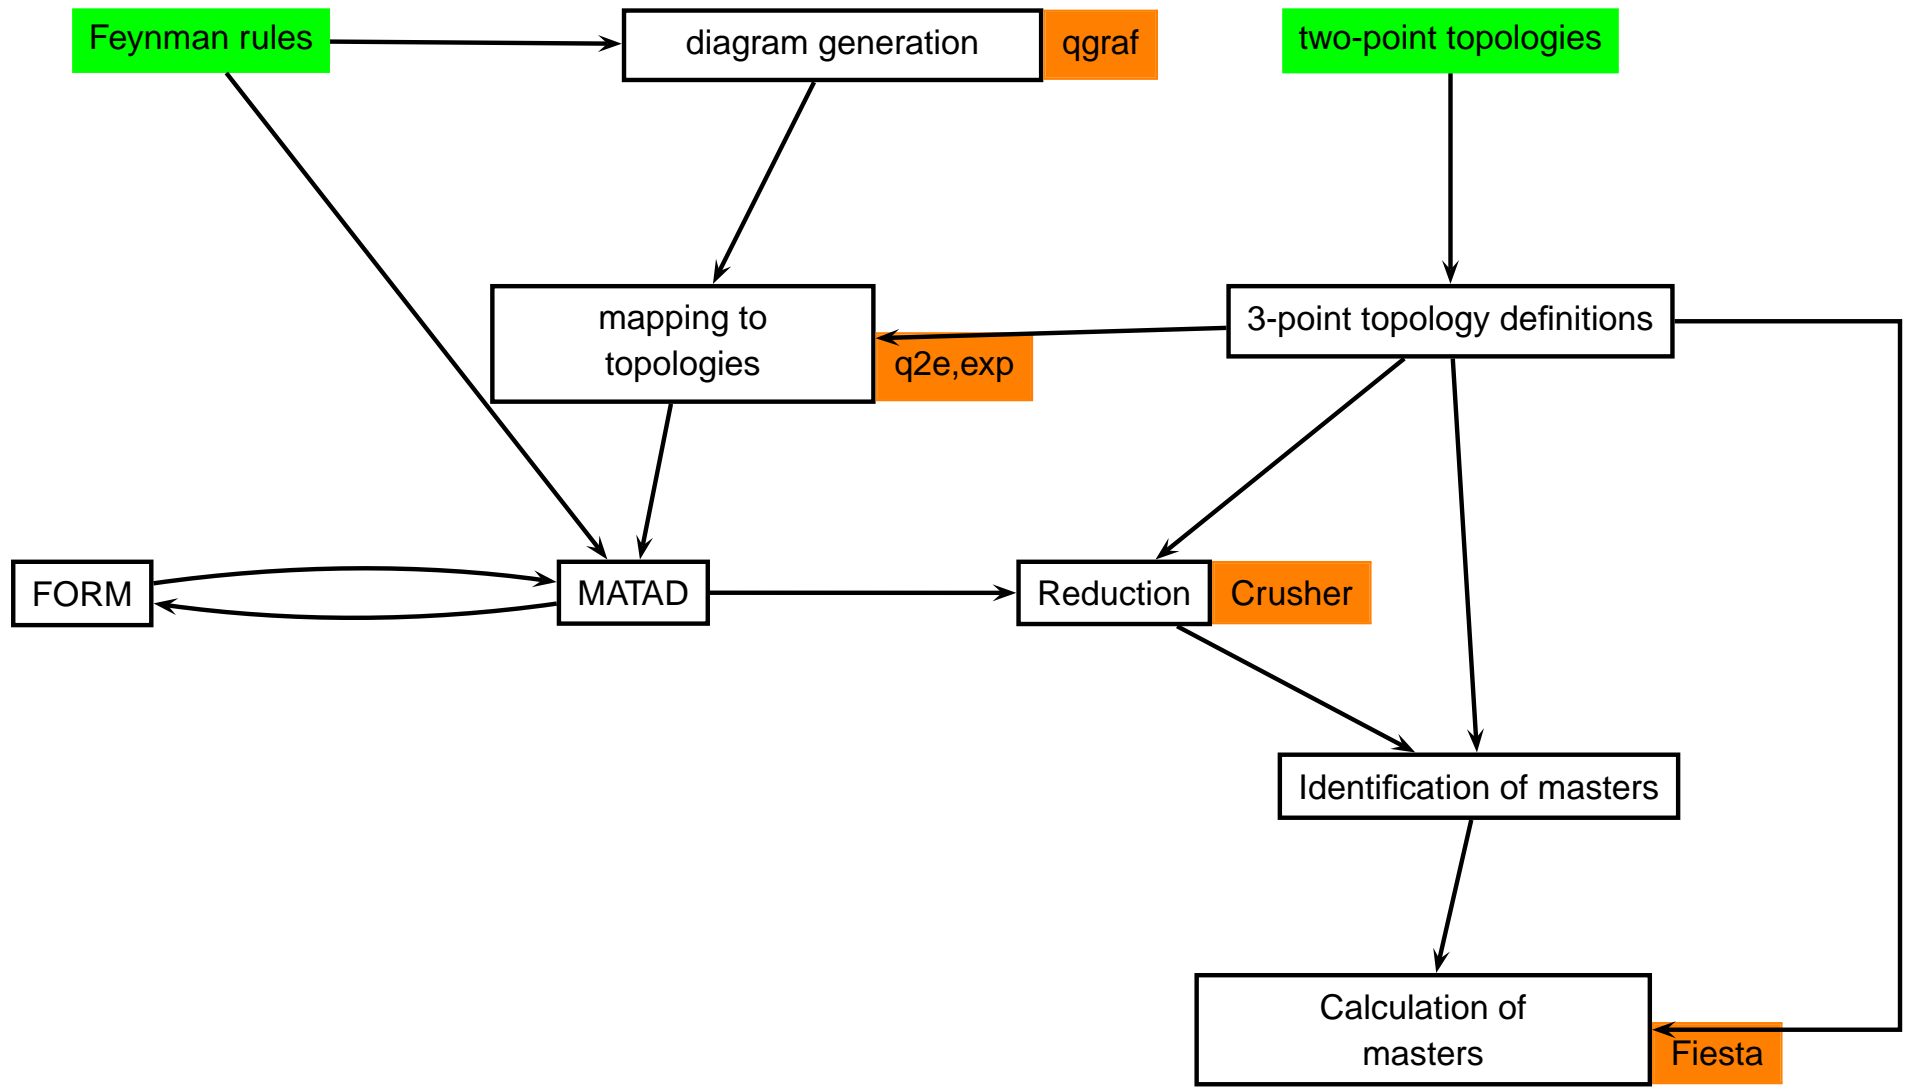 Feynman rules
diagram generation
qgraf
two-point topologies
mapping to
topologies
q2e,exp
3-point topology definitions
FORM
MATAD
Reduction
Crusher
Identification of masters
Calculation of
masters
Fiesta